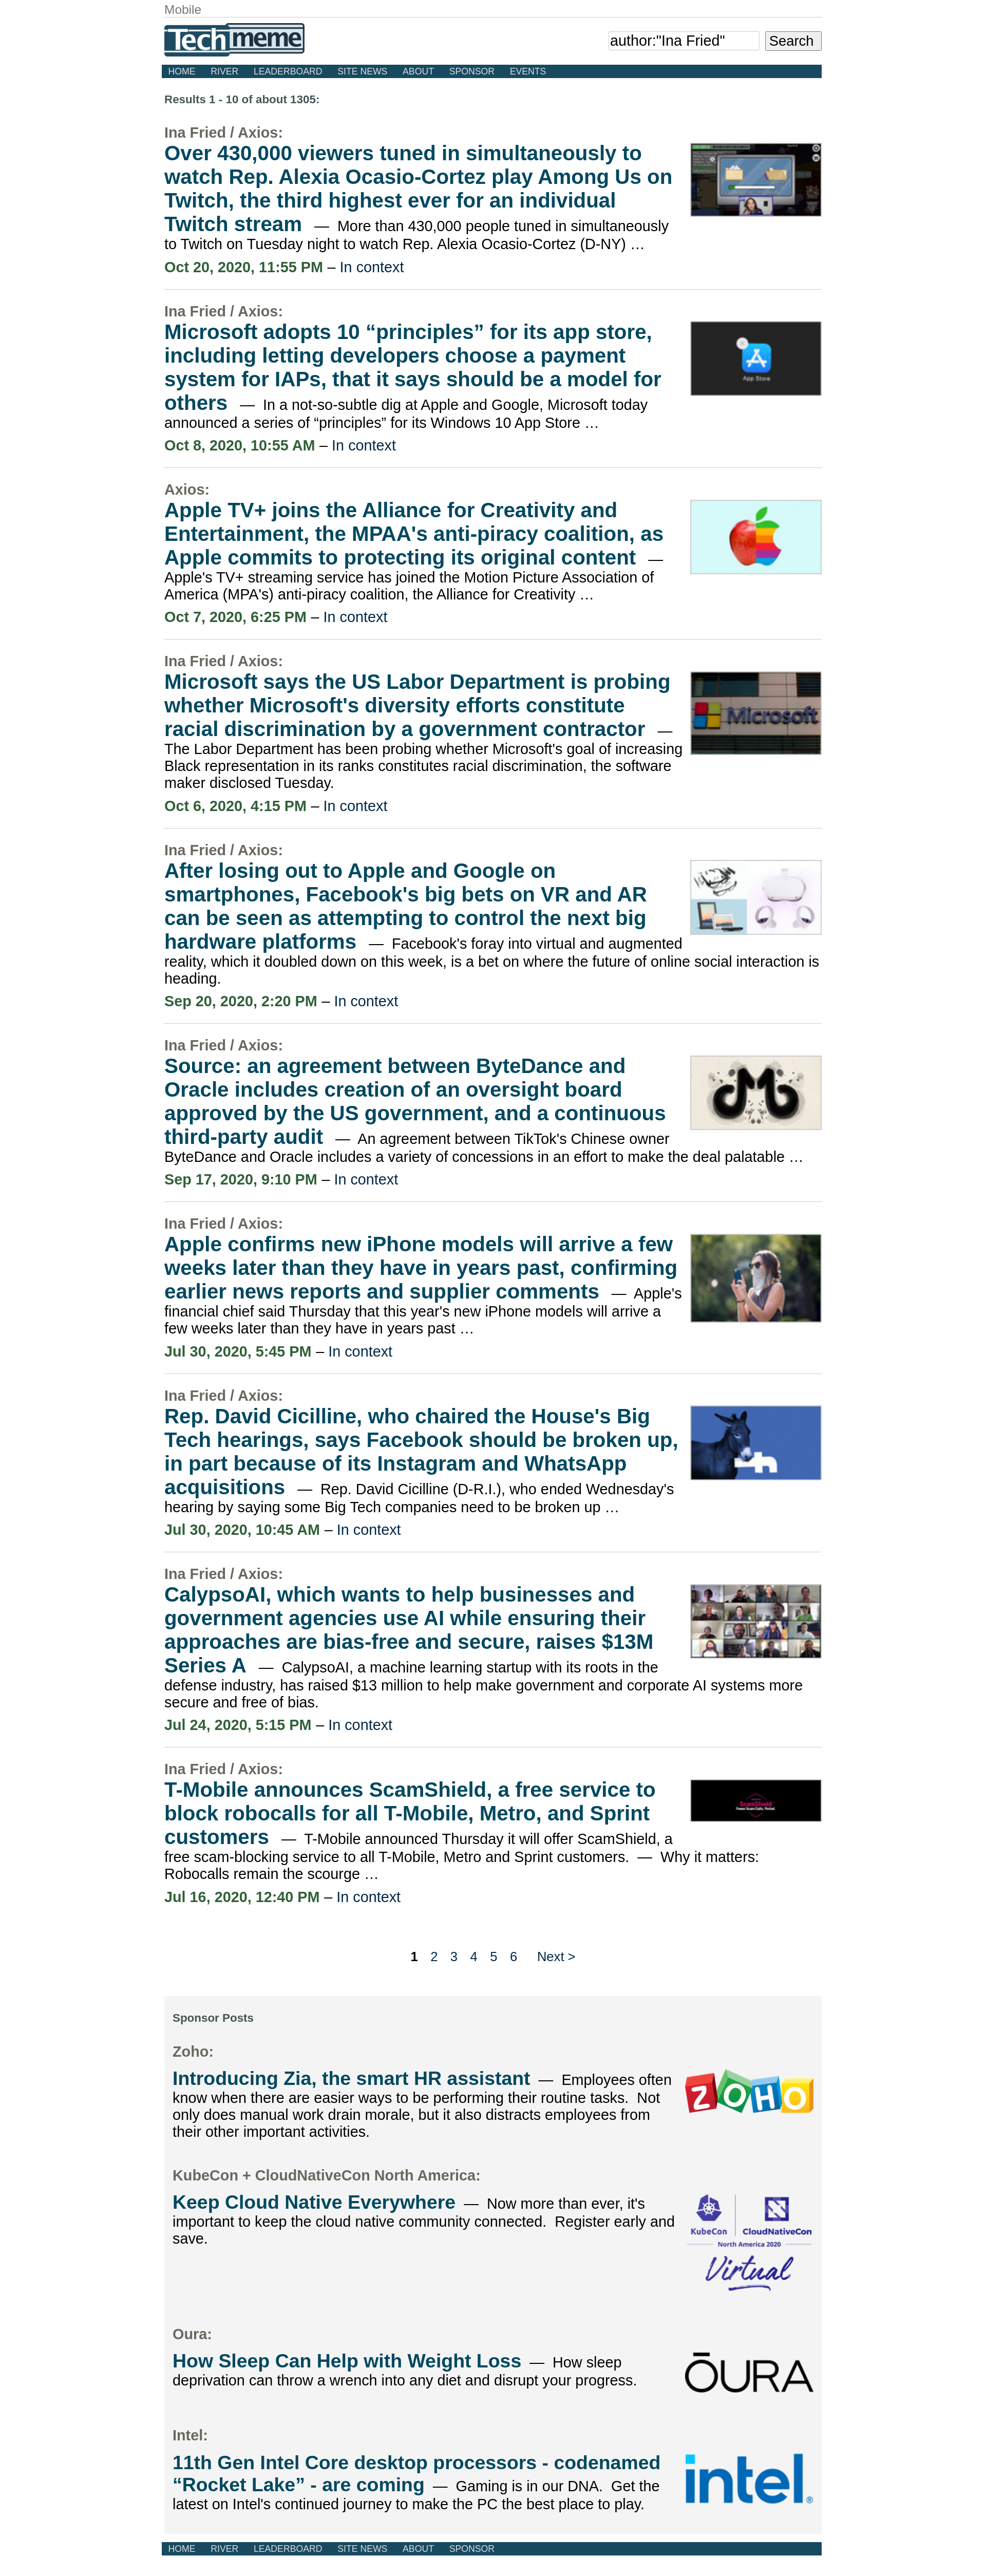 Mobile
Techmeme
author:"Ina Fried"
Search
HOME RIVER LEADERBOARD SITE NEWS ABOUT SPONSOR EVENTS
Results 1 - 10 of about 1305:
Ina Fried / Axios:
Over 430,000 viewers tuned in simultaneously to
watch Rep. Alexia Ocasio-Cortez play Among Us on
Twitch, the third highest ever for an individual
Twitch stream — More than 430,000 people tuned in simultaneously
to Twitch on Tuesday night to watch Rep. Alexia Ocasio-Cortez (D-NY) …
Oct 20, 2020, 11:55 PM – In context
Ina Fried / Axios:
Microsoft adopts 10 “principles” for its app store,
including letting developers choose a payment
system for IAPs, that it says should be a model for
others — In a not-so-subtle dig at Apple and Google, Microsoft today
announced a series of “principles” for its Windows 10 App Store …
App Store
Oct 8, 2020, 10:55 AM – In context
Axios:
Apple TV+ joins the Alliance for Creativity and
Entertainment, the MPAA's anti-piracy coalition, as
Apple commits to protecting its original content —
Apple's TV+ streaming service has joined the Motion Picture Association of
America (MPA's) anti-piracy coalition, the Alliance for Creativity …
Oct 7, 2020, 6:25 PM – In context
Ina Fried / Axios:
Microsoft says the US Labor Department is probing
whether Microsoft's diversity efforts constitute
racial discrimination by a government contractor —
The Labor Department has been probing whether Microsoft's goal of increasing
Black representation in its ranks constitutes racial discrimination, the software
maker disclosed Tuesday.
Microsoft
Oct 6, 2020, 4:15 PM – In context
Ina Fried / Axios:
After losing out to Apple and Google on
smartphones, Facebook's big bets on VR and AR
can be seen as attempting to control the next big
hardware platforms — Facebook's foray into virtual and augmented
reality, which it doubled down on this week, is a bet on where the future of online social interaction is
heading.
Sep 20, 2020, 2:20 PM – In context
Ina Fried / Axios:
Source: an agreement between ByteDance and
Oracle includes creation of an oversight board
approved by the US government, and a continuous
third-party audit — An agreement between TikTok's Chinese owner
ByteDance and Oracle includes a variety of concessions in an effort to make the deal palatable …
Sep 17, 2020, 9:10 PM – In context
Ina Fried / Axios:
Apple confirms new iPhone models will arrive a few
weeks later than they have in years past, confirming
earlier news reports and supplier comments — Apple's
financial chief said Thursday that this year's new iPhone models will arrive a
few weeks later than they have in years past …
Jul 30, 2020, 5:45 PM – In context
Ina Fried / Axios:
Rep. David Cicilline, who chaired the House's Big
Tech hearings, says Facebook should be broken up,
in part because of its Instagram and WhatsApp
acquisitions — Rep. David Cicilline (D-R.I.), who ended Wednesday's
hearing by saying some Big Tech companies need to be broken up …
Jul 30, 2020, 10:45 AM – In context
Ina Fried / Axios:
CalypsoAI, which wants to help businesses and
government agencies use AI while ensuring their
approaches are bias-free and secure, raises $13M
Series A — CalypsoAI, a machine learning startup with its roots in the
defense industry, has raised $13 million to help make government and corporate AI systems more
secure and free of bias.
Jul 24, 2020, 5:15 PM – In context
Ina Fried / Axios:
T-Mobile announces ScamShield, a free service to
block robocalls for all T-Mobile, Metro, and Sprint
customers — T-Mobile announced Thursday it will offer ScamShield, a
free scam-blocking service to all T-Mobile, Metro and Sprint customers. — Why it matters:
Robocalls remain the scourge …
ScamShield
Jul 16, 2020, 12:40 PM – In context
1 2 3 4 5 6 Next >
Sponsor Posts
Zoho:
Introducing Zia, the smart HR assistant — Employees often
know when there are easier ways to be performing their routine tasks. Not
only does manual work drain morale, but it also distracts employees from
their other important activities.
ZOHO
KubeCon + CloudNativeCon North America:
Keep Cloud Native Everywhere — Now more than ever, it's
important to keep the cloud native community connected. Register early and
save.
KubeCon CloudNativeCon
North America 2020
Virtual
Oura:
How Sleep Can Help with Weight Loss — How sleep
deprivation can throw a wrench into any diet and disrupt your progress.
ŌURA
Intel:
11th Gen Intel Core desktop processors - codenamed
“Rocket Lake” - are coming — Gaming is in our DNA. Get the
latest on Intel's continued journey to make the PC the best place to play.
intel®
HOME RIVER LEADERBOARD SITE NEWS ABOUT SPONSOR